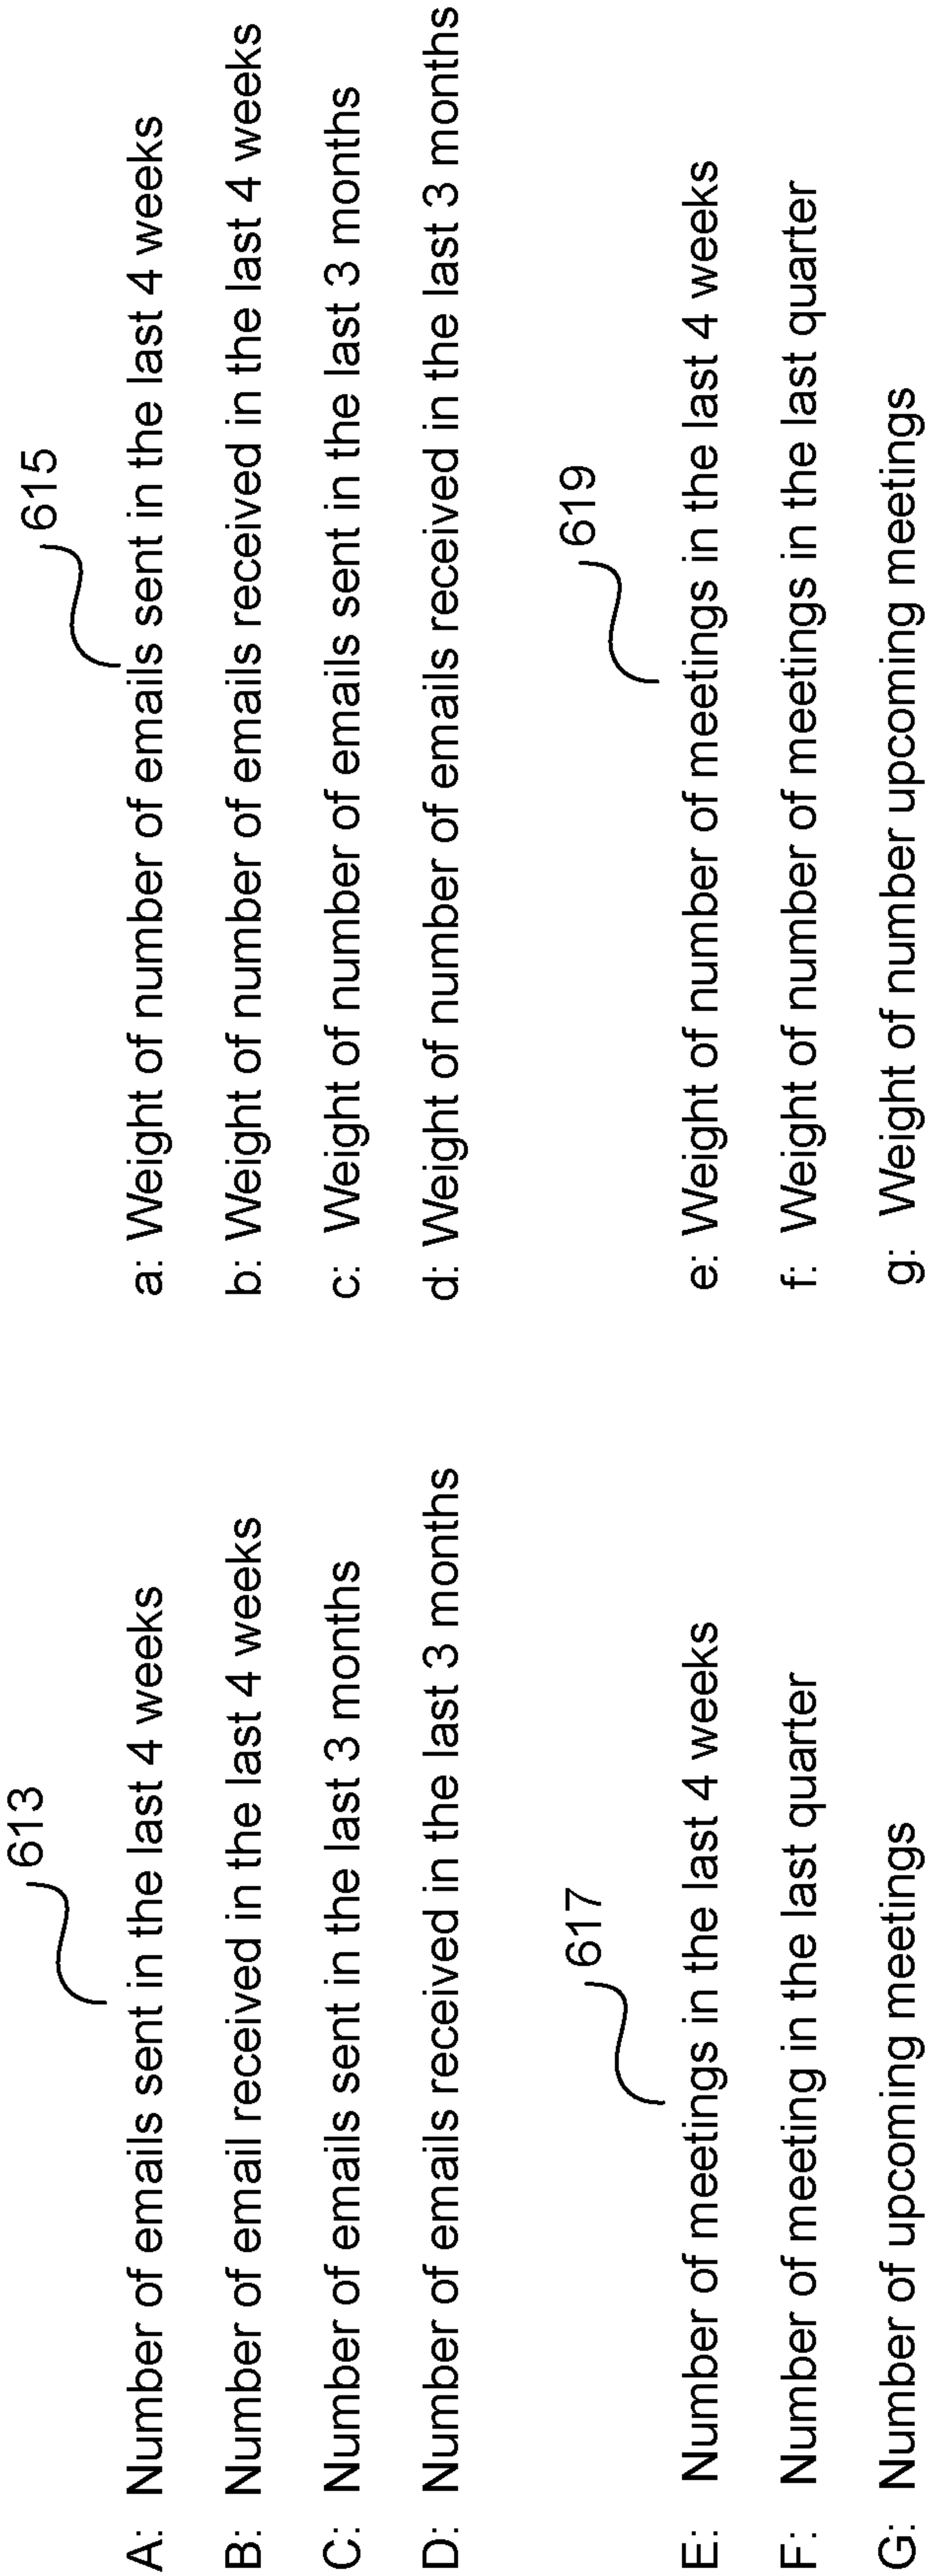 613
A: Number of emails sent in the last 4 weeks
B: Number of email received in the last 4 weeks
C: Number of emails sent in the last 3 months
D: Number of emails received in the last 3 months
617
E: Number of meetings in the last 4 weeks
F: Number of meeting in the last quarter
G: Number of upcoming meetings
615
a: Weight of number of emails sent in the last 4 weeks
b: Weight of number of emails received in the last 4 weeks
c: Weight of number of emails sent in the last 3 months
d: Weight of number of emails received in the last 3 months
619
e: Weight of number of meetings in the last 4 weeks
f: Weight of number of meetings in the last quarter
g: Weight of number upcoming meetings